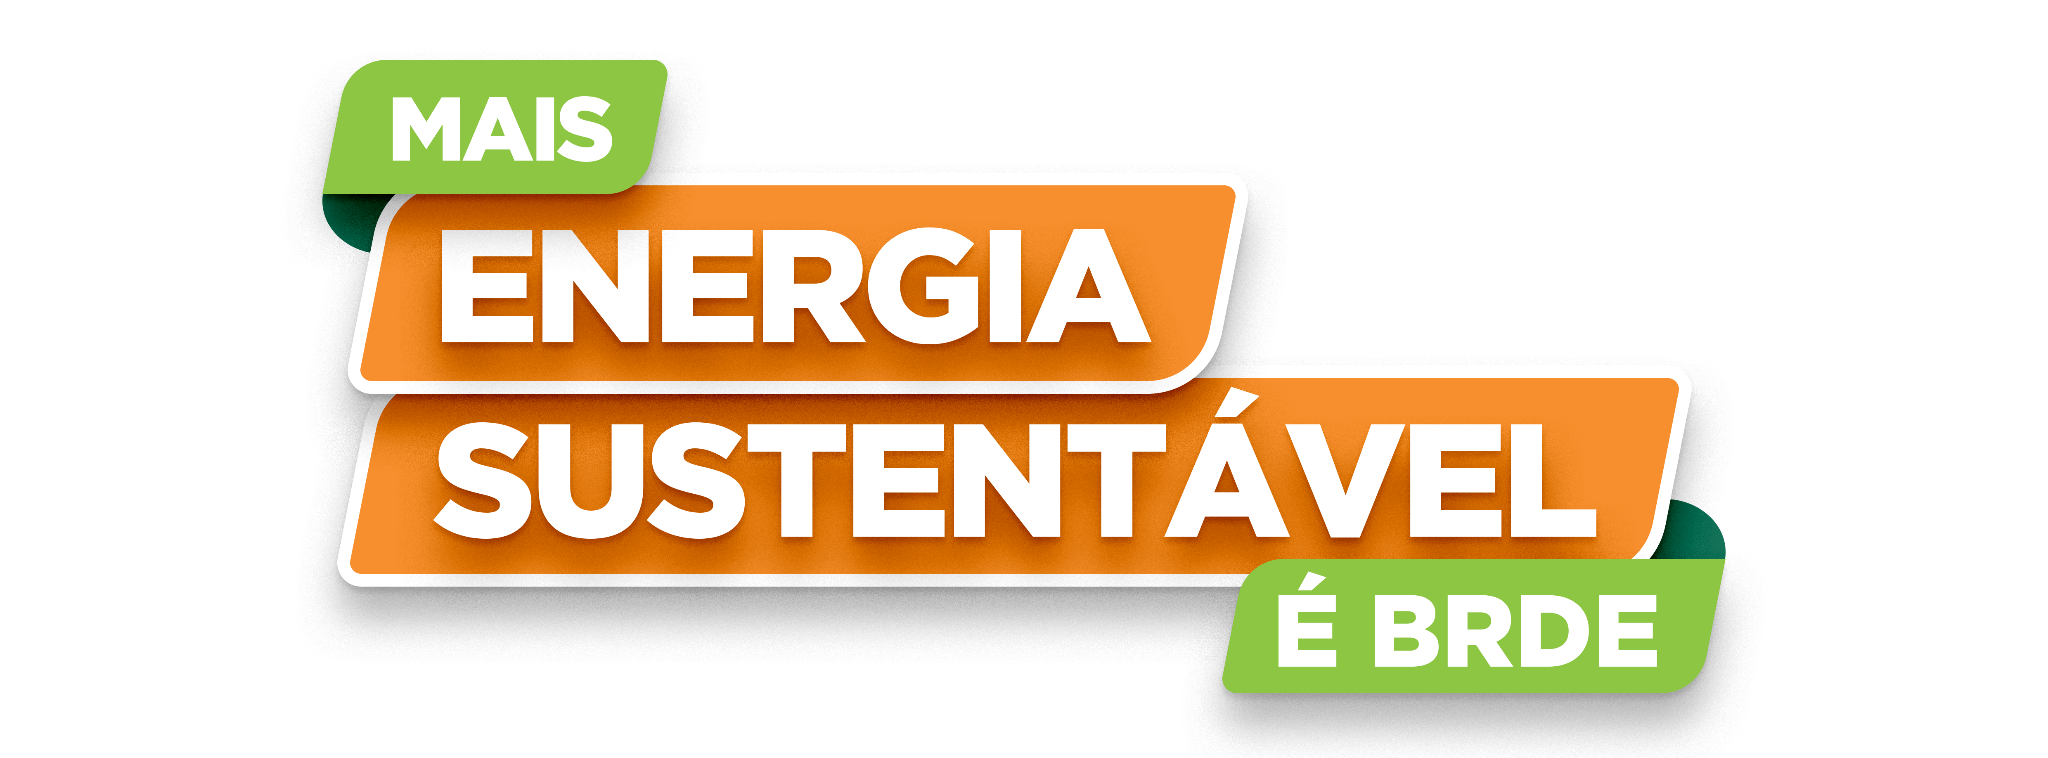 MAIS
ENERGIA
SUSTENTÁVEL
É BRDE